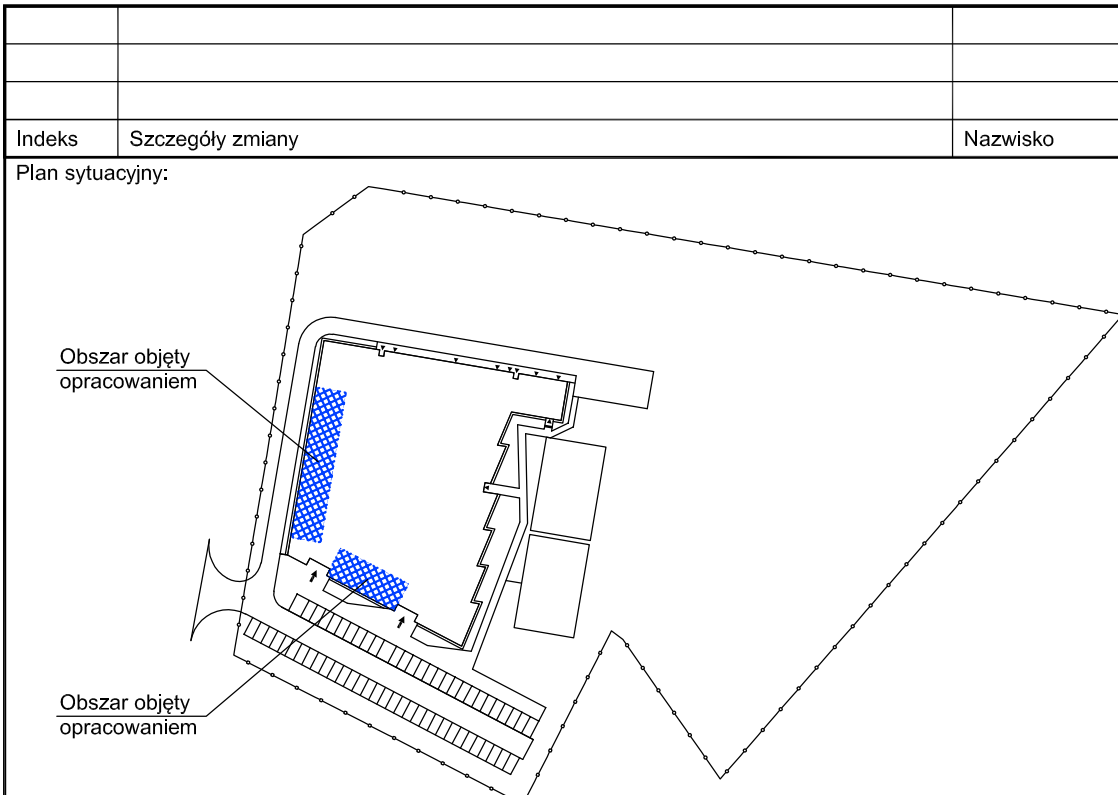 Indeks Szczegóły zmiany Nazwisko
Plan sytuacyjny:
Obszar objęty
opracowaniem
Obszar objęty
opracowaniem